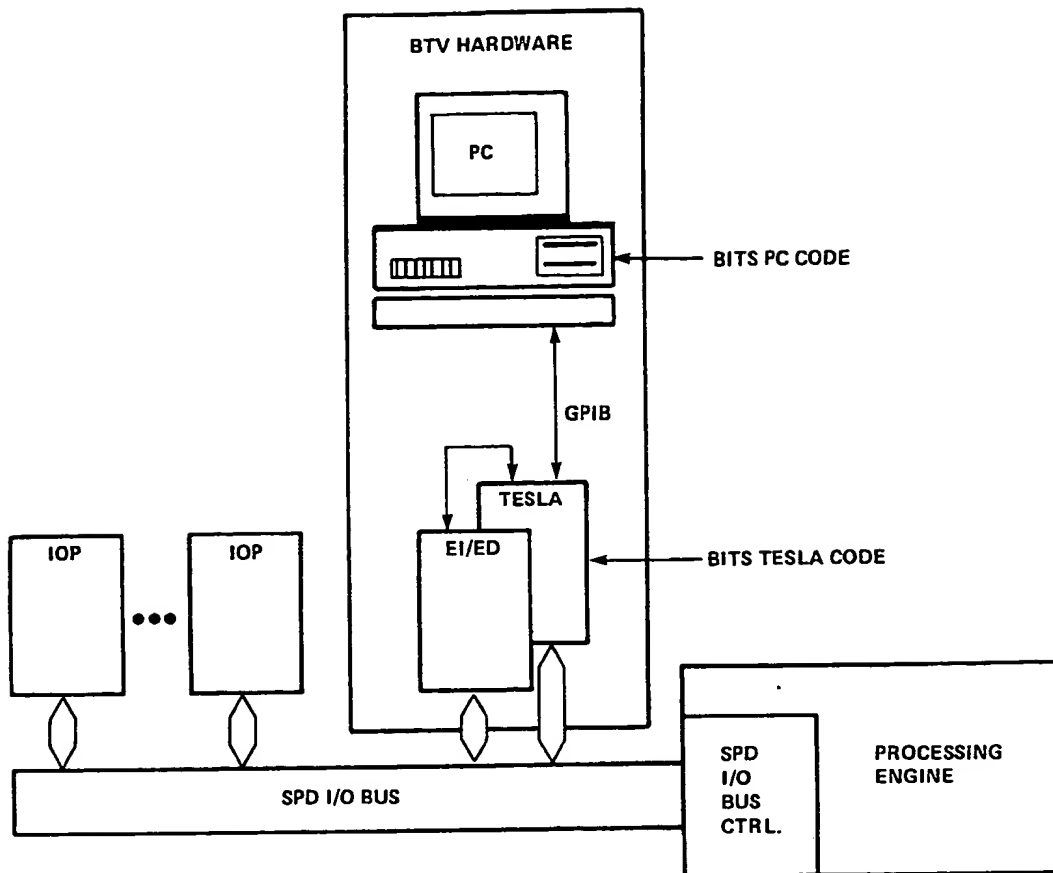 BTV HARDWARE
PC
BITS PC CODE
GPIB
TESLA
EI/ED
BITS TESLA CODE
IOP
IOP
SPD I/O BUS
SPD
I/O
BUS
CTRL.
PROCESSING
ENGINE